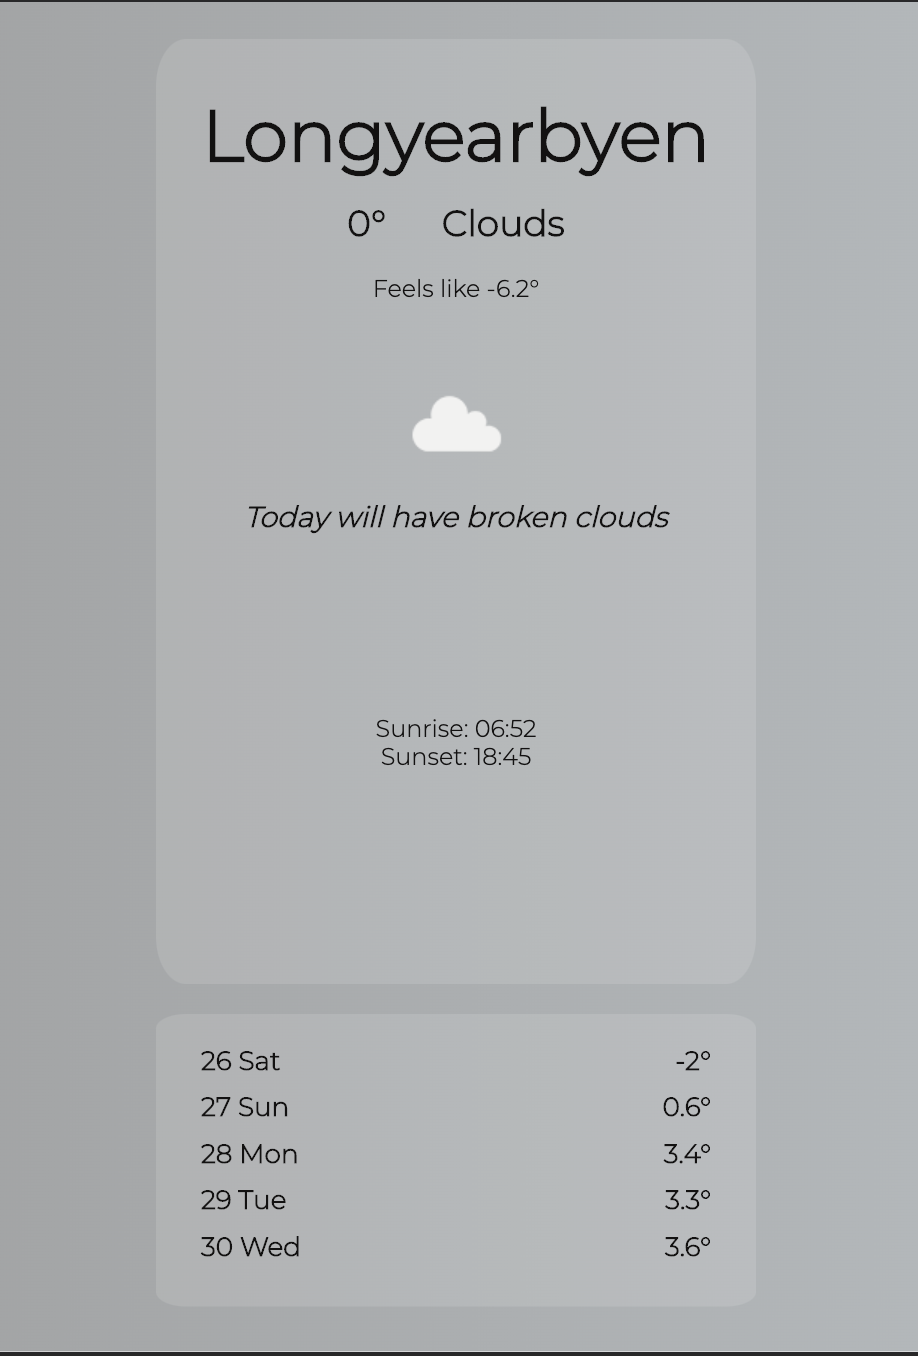 Longyearbyen
0° Clouds
Feels like -6.2°
Today will have broken clouds
Sunrise: 06:52
Sunset: 18:45
26 Sat -2°
27 Sun 0.6°
28 Mon 3.4°
29 Tue 3.3°
30 Wed 3.6°